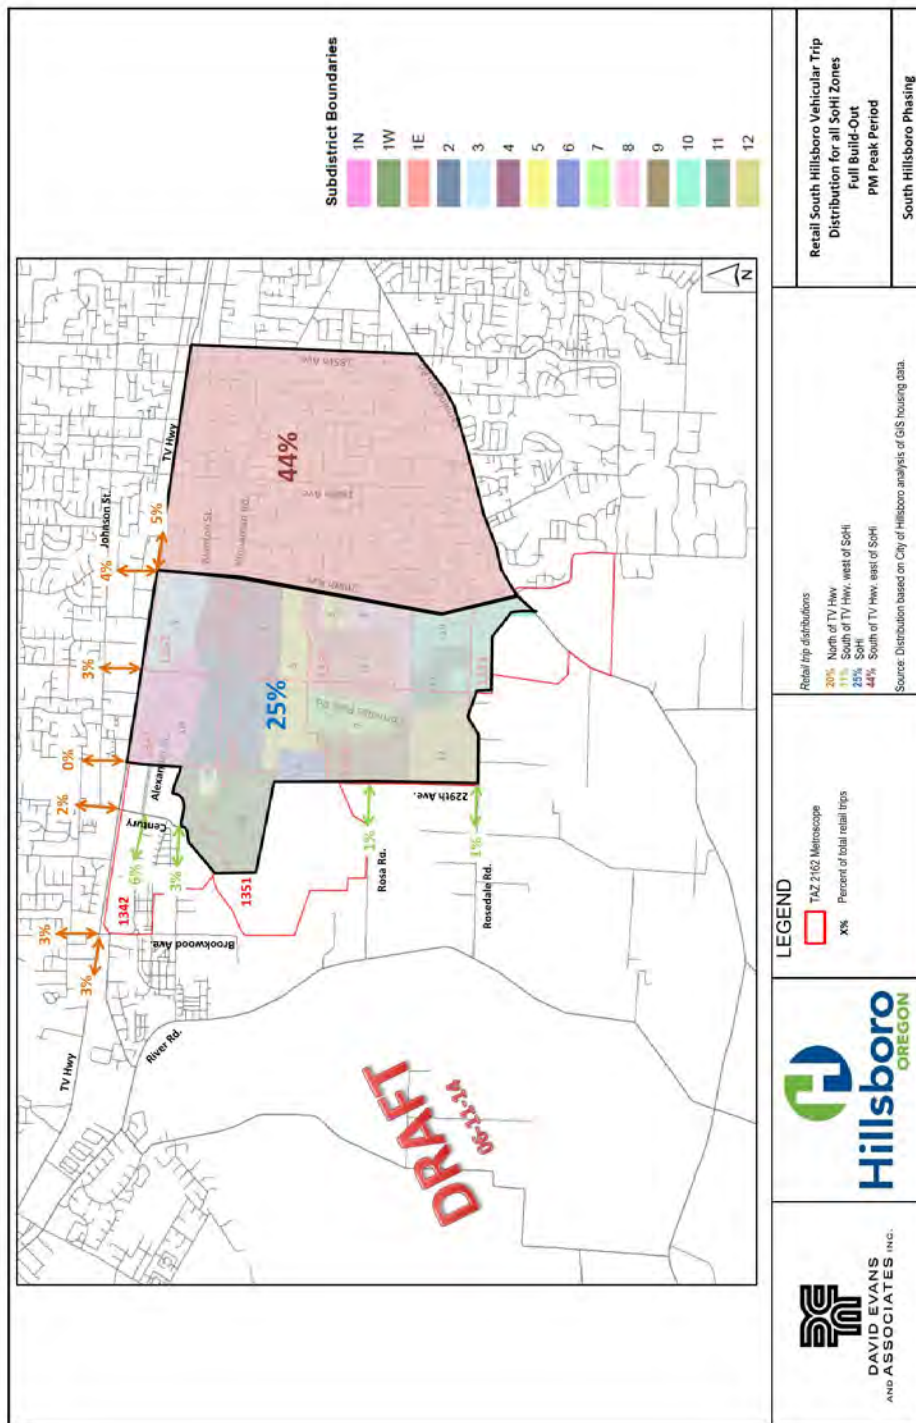 Subdistrict Boundaries
1N
1W
1E
2
3
4
5
6
7
8
9
10
11
12
TV Hwy
River Rd.
Brookwood Ave.
1342
1351
Century
Rosa Rd.
Rosedale Rd.
229th Ave.
Johnson St.
TV Hwy
185th Ave.
3%
3%
2%
0%
3%
4%
5%
6%
3%
1%
1%
25%
44%
DRAFT
06-11-14
N
DAVID EVANS
AND ASSOCIATES INC.
Hillsboro
OREGON
LEGEND
TAZ 2162 Metroscope
X% Percent of total retail trips
Retail trip distributions
20% North of TV Hwy
11% South of TV Hwy. west of SoHi
25% SoHi
44% South of TV Hwy. east of SoHi
Source: Distribution based on City of Hillsboro analysis of GIS housing data.
Retail South Hillsboro Vehicular Trip
Distribution for all SoHi Zones
Full Build-Out
PM Peak Period
South Hillsboro Phasing